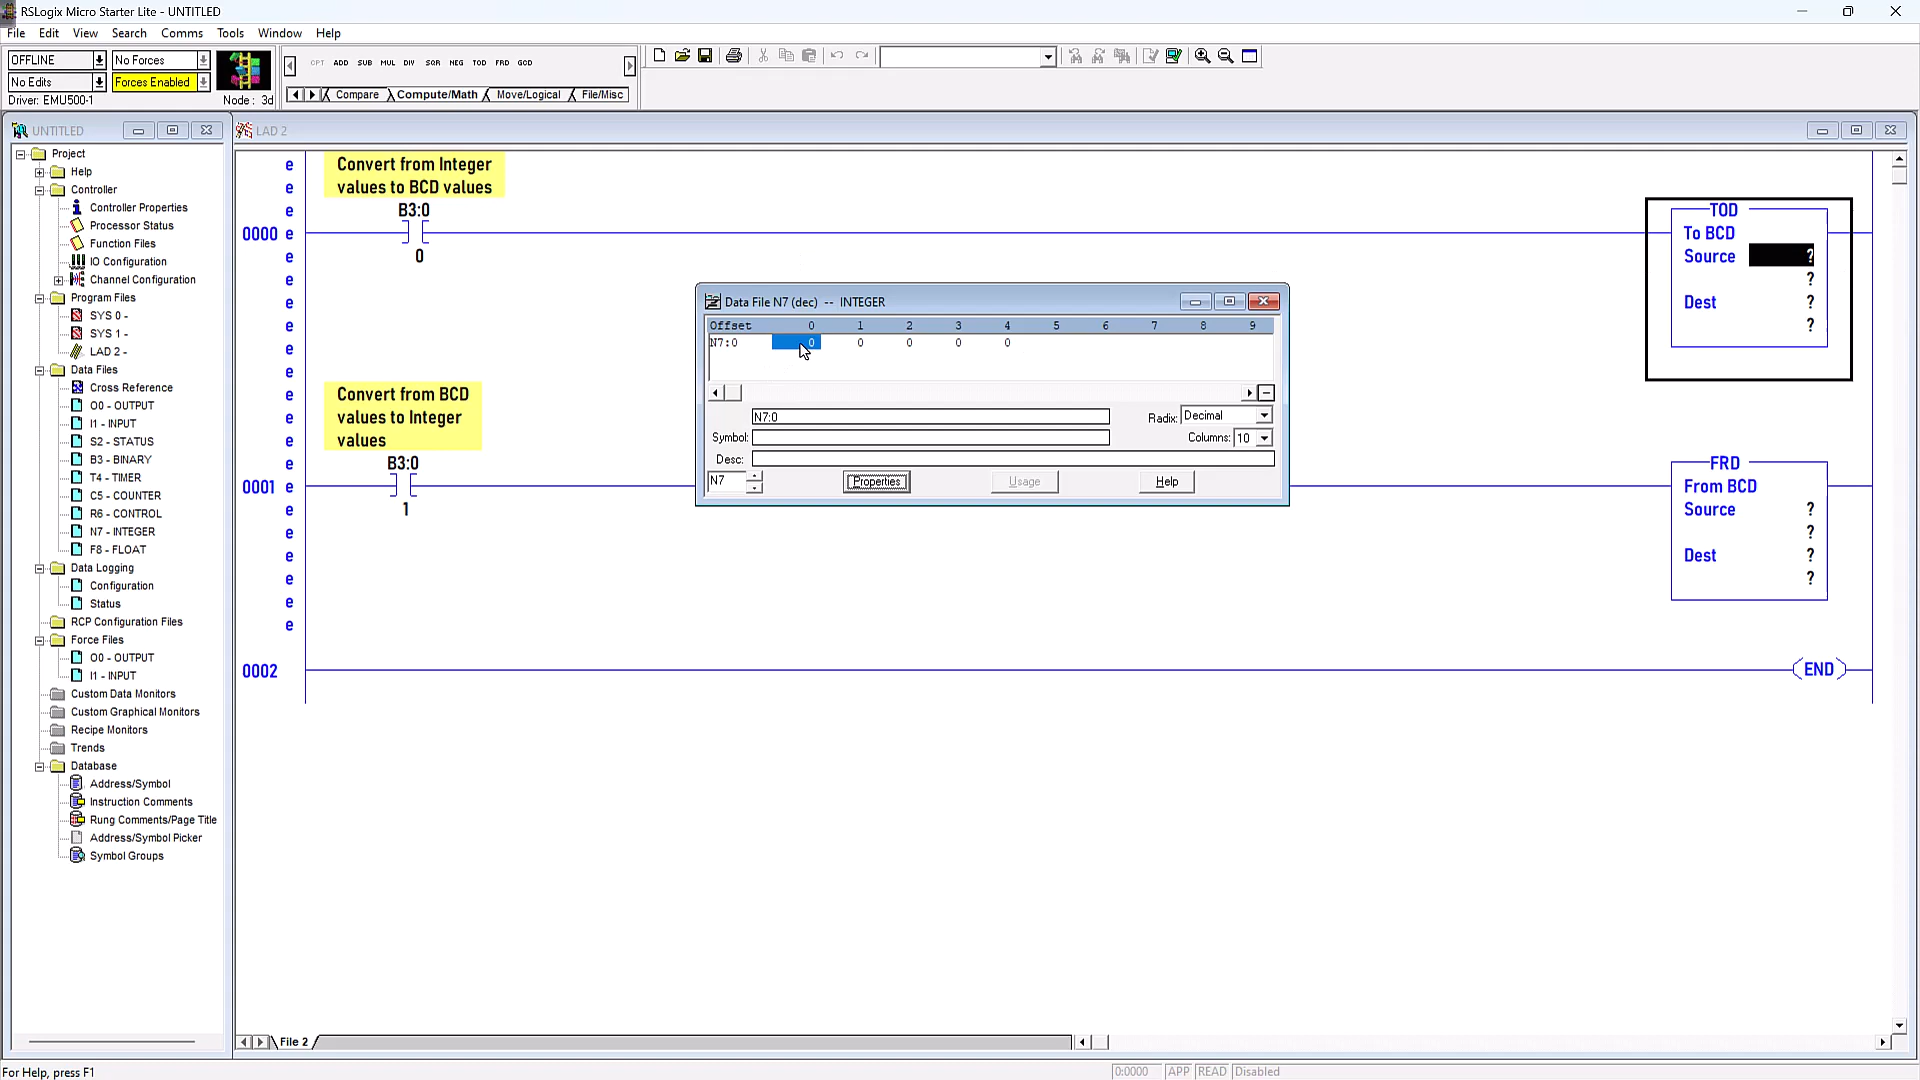 RSLogix Micro Starter Lite - UNTITLED
File Edit View Search Comms Tools Window Help
OFFLINE No Forces
No Edits Forces Enabled
Driver: EMU500-1 Node : 3d
CPT ADD SUB MUL DIV SQR NEG TOD FRD GCD
Compare Compute/Math Move/Logical File/Misc
UNTITLED
Project
Help
Controller
Controller Properties
Processor Status
Function Files
IO Configuration
Channel Configuration
Program Files
SYS 0 -
SYS 1 -
LAD 2 -
Data Files
Cross Reference
O0 - OUTPUT
I1 - INPUT
S2 - STATUS
B3 - BINARY
T4 - TIMER
C5 - COUNTER
R6 - CONTROL
N7 - INTEGER
F8 - FLOAT
Data Logging
Configuration
Status
RCP Configuration Files
Force Files
O0 - OUTPUT
I1 - INPUT
Custom Data Monitors
Custom Graphical Monitors
Recipe Monitors
Trends
Database
Address/Symbol
Instruction Comments
Rung Comments/Page Title
Address/Symbol Picker
Symbol Groups
LAD 2
e
e
e
0000 e
e
e
e
e
e
e
e
e
e
e
0001 e
e
e
e
e
e
e
0002
Convert from Integer
values to BCD values
B3:0
0
TOD
To BCD
Source ?
?
Dest ?
?
Convert from BCD
values to Integer
values
B3:0
1
FRD
From BCD
Source ?
?
Dest ?
?
END
Data File N7 (dec) -- INTEGER
Offset 0 1 2 3 4 5 6 7 8 9
N7:0 0 0 0 0 0
N7:0 Radix: Decimal
Symbol: Columns: 10
Desc:
N7 Properties Usage Help
File 2
For Help, press F1
0:0000 APP READ Disabled